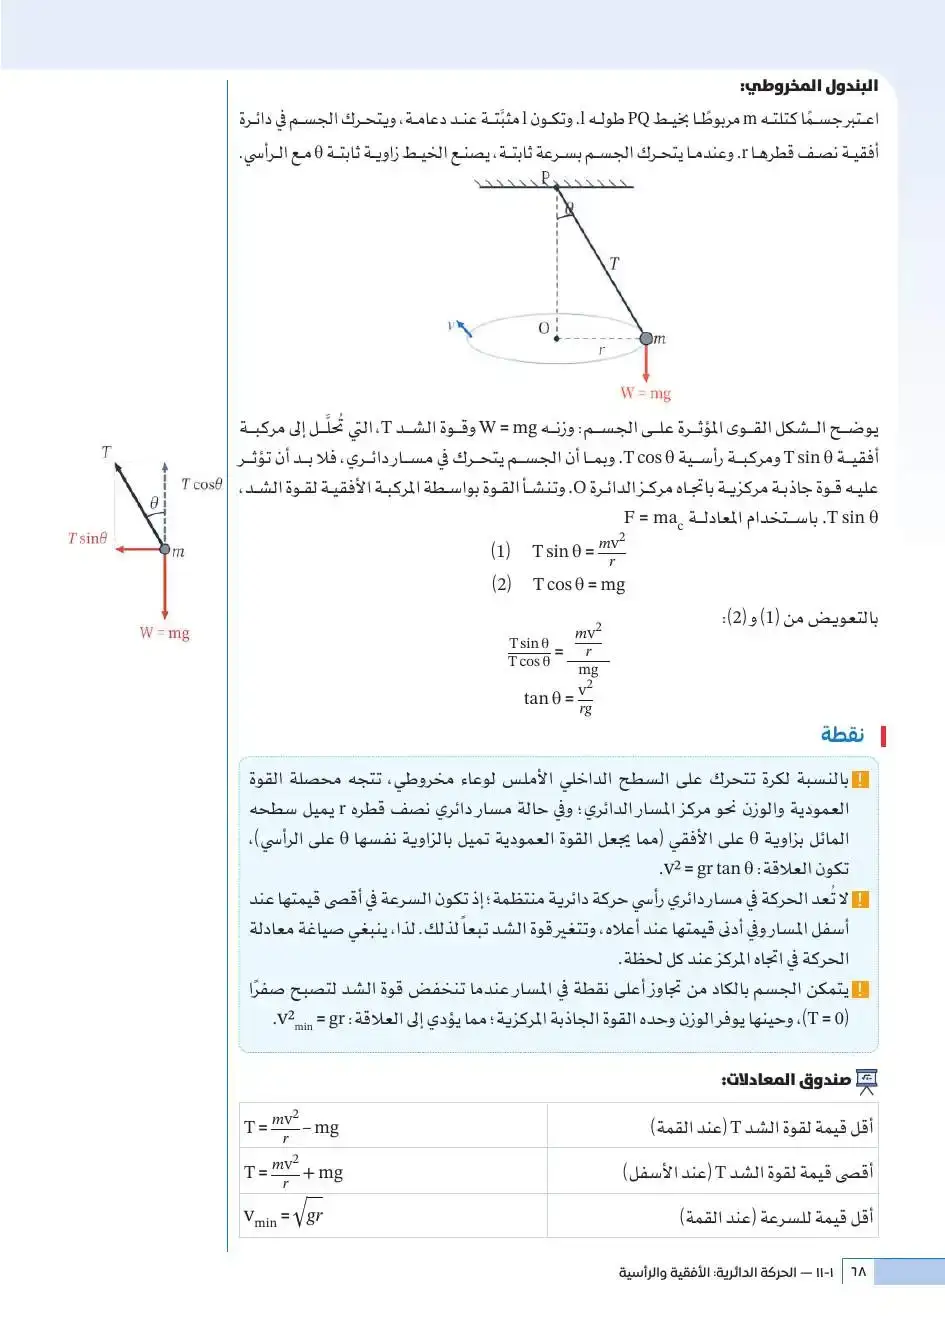 البندول المخروطي:
اعتبر جسمًا كتلته m مربوطًا بخيط PQ طوله l. وتكون l مثبَّتة عند دعامة، ويتحرك الجسم في دائرة
أفقية نصف قطرها r. وعندما يتحرك الجسم بسرعة ثابتة، يصنع الخيط زاوية ثابتة θ مع الرأسي.
P
θ
T
v
O
r
m
W = mg
يوضح الشكل القوى المؤثرة على الجسم: وزنه W = mg وقوة الشد T، التي تُحلَّل إلى مركبة
أفقية T sin θ ومركبة رأسية T cos θ. وبما أن الجسم يتحرك في مسار دائري، فلا بد أن تؤثر
عليه قوة جاذبة مركزية باتجاه مركز الدائرة O. وتنشأ القوة بواسطة المركبة الأفقية لقوة الشد،
T sin θ. باستخدام المعادلة F = ma_c
T
T cosθ
θ
T sinθ
m
W = mg
(1) T sin θ = mv²/r
(2) T cos θ = mg
بالتعويض من (1) و (2):
T sin θ / T cos θ = (mv²/r) / mg
tan θ = v²/rg
نقطة
! بالنسبة لكرة تتحرك على السطح الداخلي الأملس لوعاء مخروطي، تتجه محصلة القوة
العمودية والوزن نحو مركز المسار الدائري؛ وفي حالة مسار دائري نصف قطره r يميل سطحه
المائل بزاوية θ على الأفقي (مما يجعل القوة العمودية تميل بالزاوية نفسها θ على الرأسي)،
تكون العلاقة: v² = gr tan θ.
! لا تُعد الحركة في مسار دائري رأسي حركة دائرية منتظمة؛ إذ تكون السرعة في أقصى قيمتها عند
أسفل المسار وفي أدنى قيمتها عند أعلاه، وتتغير قوة الشد تبعاً لذلك. لذا، ينبغي صياغة معادلة
الحركة في اتجاه المركز عند كل لحظة.
! يتمكن الجسم بالكاد من تجاوز أعلى نقطة في المسار عندما تنخفض قوة الشد لتصبح صفرًا
(T = 0)، وحينها يوفر الوزن وحده القوة الجاذبة المركزية؛ مما يؤدي إلى العلاقة: v²_min = gr.
صندوق المعادلات:
أقل قيمة لقوة الشد T (عند القمة) T = mv²/r – mg
أقصى قيمة لقوة الشد T (عند الأسفل) T = mv²/r + mg
أقل قيمة للسرعة (عند القمة) v_min = √gr
٦٨ ١-١١ — الحركة الدائرية: الأفقية والرأسية